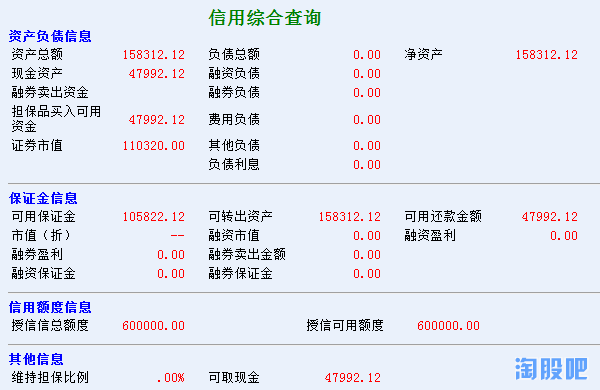 信用综合查询
资产负债信息
资产总额 158312.12 负债总额 0.00 净资产 158312.12
现金资产 47992.12 融资负债 0.00
融券卖出资金 融券负债 0.00
担保品买入可用
资金 47992.12 费用负债 0.00
证券市值 110320.00 其他负债 0.00
负债利息 0.00
保证金信息
可用保证金 105822.12 可转出资产 158312.12 可用还款金额 47992.12
市值（折） -- 融资市值 0.00 融资盈利 0.00
融券盈利 0.00 融券卖出金额 0.00
融资保证金 0.00 融券保证金 0.00
信用额度信息
授信信总额度 600000.00 授信可用额度 600000.00
其他信息
维持担保比例 .00% 可取现金 47992.12
淘股吧